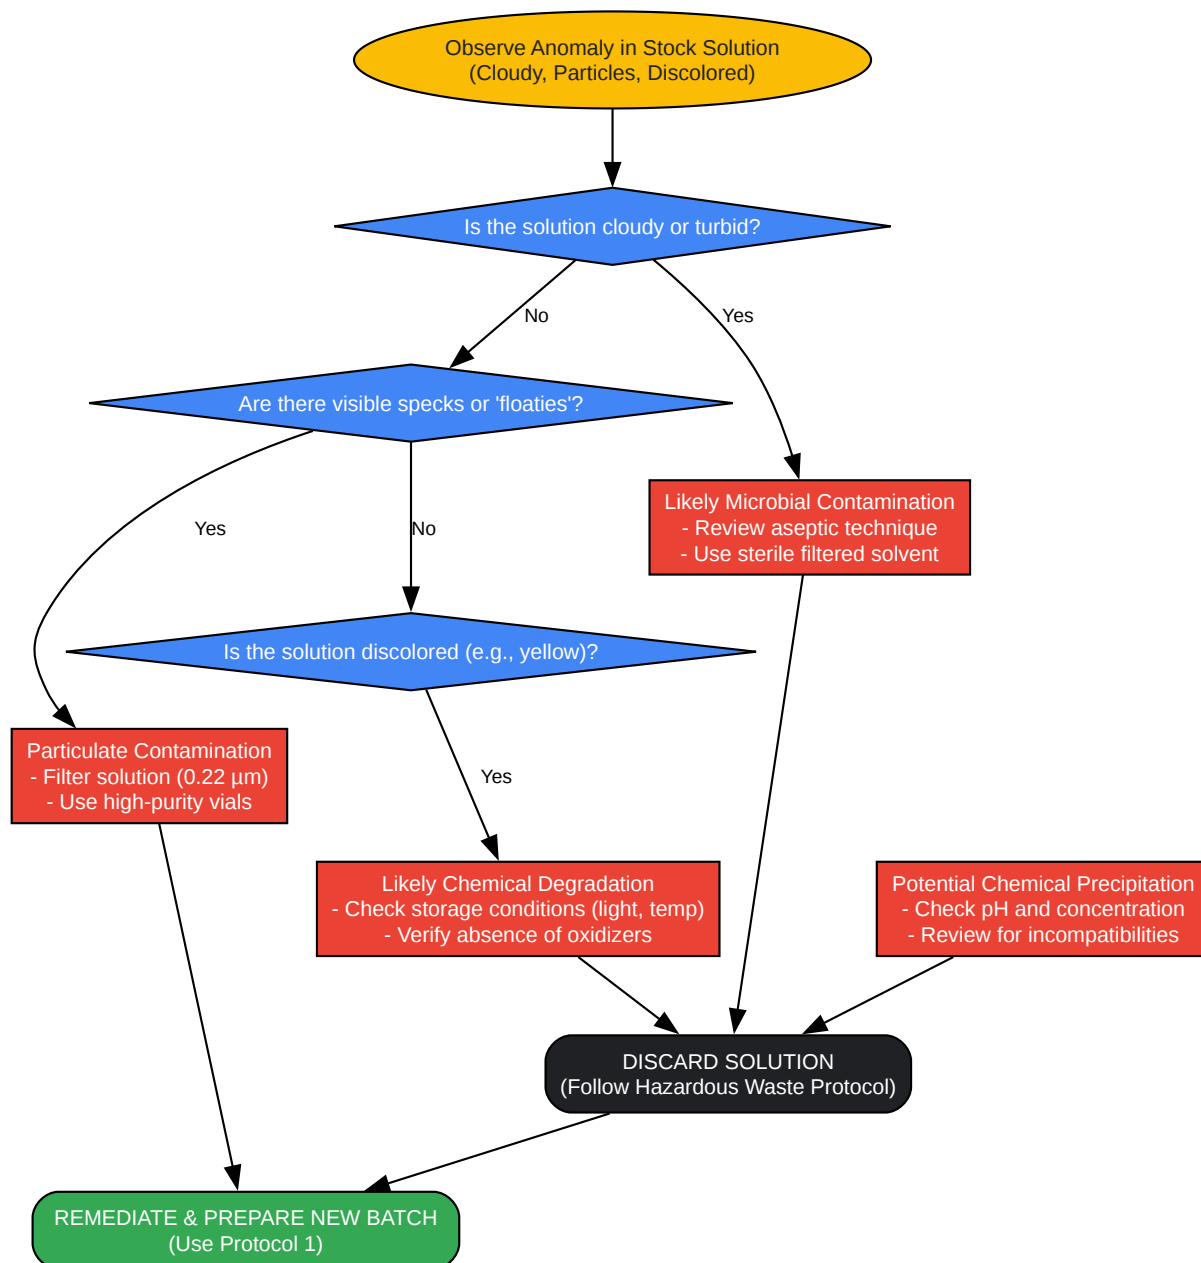 Observe Anomaly in Stock Solution
(Cloudy, Particles, Discolored)
Is the solution cloudy or turbid?
No
Yes
Are there visible specks or 'floaties'?
Likely Microbial Contamination
- Review aseptic technique
- Use sterile filtered solvent
Yes
No
Is the solution discolored (e.g., yellow)?
Particulate Contamination
- Filter solution (0.22 µm)
- Use high-purity vials
Yes
Likely Chemical Degradation
- Check storage conditions (light, temp)
- Verify absence of oxidizers
Potential Chemical Precipitation
- Check pH and concentration
- Review for incompatibilities
DISCARD SOLUTION
(Follow Hazardous Waste Protocol)
REMEDIATE & PREPARE NEW BATCH
(Use Protocol 1)